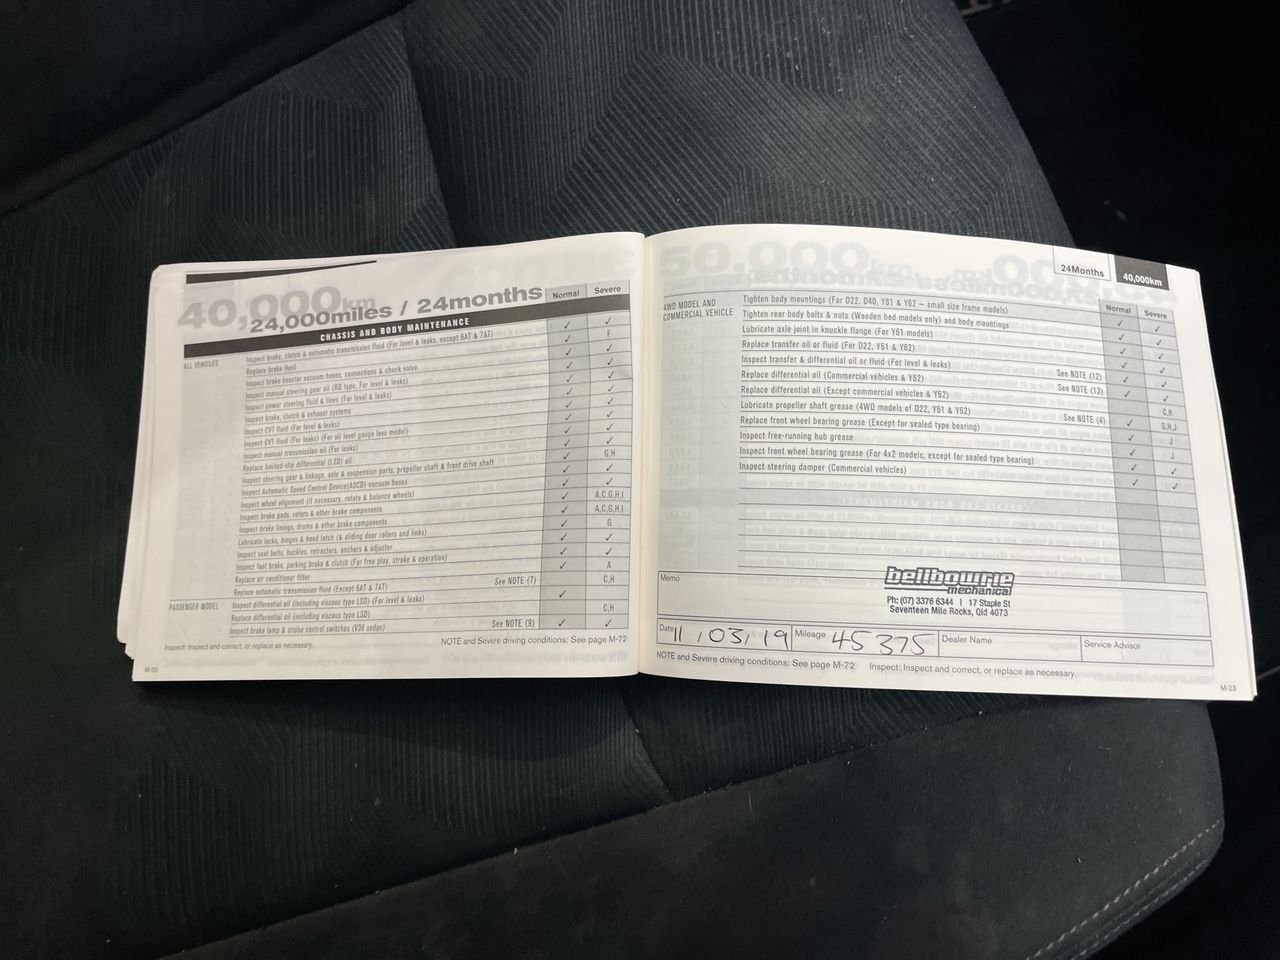 40,000km
24,000miles / 24months
Normal
Severe
CHASSIS AND BODY MAINTENANCE
ALL VEHICLES
Inspect brake, clutch & automatic transmission fluid (For level & leaks, except 6AT & 7AT)
Replace brake fluid
E
Inspect brake booster vacuum hoses, connections & check valve
Inspect manual steering gear oil (RB type, For level & leaks)
Inspect power steering fluid & lines (For level & leaks)
Inspect brake, clutch & exhaust systems
Inspect CVT fluid (For level & leaks)
Inspect CVT fluid (For leaks) (For oil level gauge less model)
Inspect manual transmission oil (For leaks)
Replace limited-slip differential (LSD) oil
G,H
Inspect steering gear & linkage, axle & suspension parts, propeller shaft & front drive shaft
Inspect Automatic Speed Control Device(ASCD) vacuum hoses
Inspect wheel alignment (if necessary, rotate & balance wheels)
A,C,G,H,I
Inspect brake pads, rotors & other brake components
A,C,G,H,I
Inspect brake linings, drums & other brake components
G
Lubricate locks, hinges & hood latch (& sliding door rollers and links)
Inspect seat belts, buckles, retractors, anchors & adjuster
Inspect foot brake, parking brake & clutch (For free play, stroke & operation)
A
Replace air conditioner filter
Replace automatic transmission fluid (Except 6AT & 7AT) See NOTE (7)
C,H
PASSENGER MODEL
Inspect differential oil (including viscous type LSD) (For level & leaks)
Replace differential oil (including viscous type LSD)
C,H
Inspect brake lamp & cruise control switches (V36 sedan) See NOTE (9)
Inspect: Inspect and correct, or replace as necessary.
NOTE and Severe driving conditions: See page M-72
M-22
24Months
40,000km
4WD MODEL AND
COMMERCIAL VEHICLE
Normal
Severe
Tighten body mountings (For D22, D40, Y61 & Y62 – small size frame models)
Tighten rear body bolts & nuts (Wooden bed models only) and body mountings
Lubricate axle joint in knuckle flange (For Y61 models)
Replace transfer oil or fluid (For D22, Y61 & Y62)
Inspect transfer & differential oil or fluid (For level & leaks)
Replace differential oil (Commercial vehicles & Y62) See NOTE (12)
Replace differential oil (Except commercial vehicles & Y62) See NOTE (13)
C,H
Lubricate propeller shaft grease (4WD models of D22, Y61 & Y62)
G,H,J
Replace front wheel bearing grease (Except for sealed type bearing) See NOTE (4)
J
Inspect free-running hub grease
J
Inspect front wheel bearing grease (For 4x2 models, except for sealed type bearing)
Inspect steering damper (Commercial vehicles)
Memo
bellbowrie
mechanical
Ph: (07) 3376 6344 | 17 Staple St
Seventeen Mile Rocks, Qld 4073
Date 11 / 03 / 19
Mileage 45 375
Dealer Name
Service Advisor
NOTE and Severe driving conditions: See page M-72
Inspect: Inspect and correct, or replace as necessary.
M-23